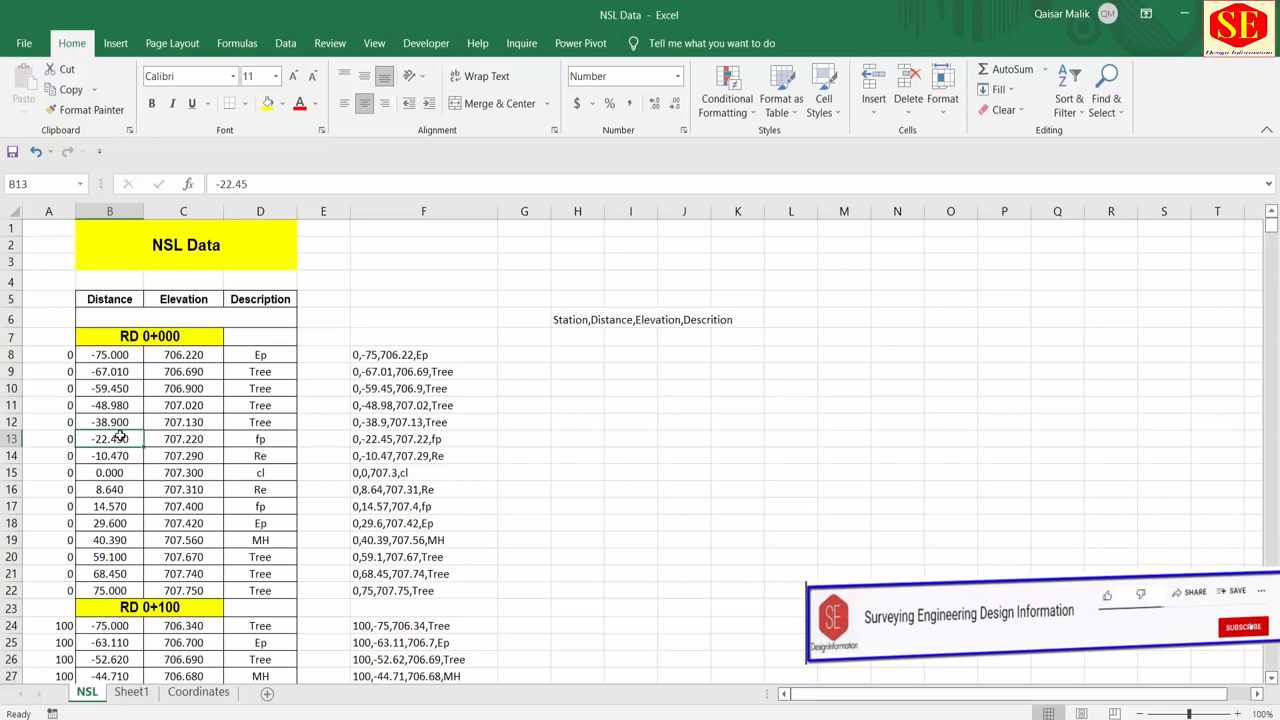 NSL Data - Excel
Qaisar Malik
QM
SE
Design Information
File Home Insert Page Layout Formulas Data Review View Developer Help Inquire Power Pivot Tell me what you want to do
Paste
Cut
Copy
Format Painter
Clipboard
Calibri 11
B I U
Font
Wrap Text
Merge & Center
Alignment
Number
$ % ,
Number
Conditional Formatting
Format as Table
Cell Styles
Styles
Insert Delete Format
Cells
AutoSum
Fill
Clear
Sort & Filter
Find & Select
Editing
B13 fx -22.45
A B C D E F G H I J K L M N O P Q R S T
1
2 NSL Data
3
4
5 Distance Elevation Description
6 Station,Distance,Elevation,Descrition
7 RD 0+000
8 0 -75.000 706.220 Ep 0,-75,706.22,Ep
9 0 -67.010 706.690 Tree 0,-67.01,706.69,Tree
10 0 -59.450 706.900 Tree 0,-59.45,706.9,Tree
11 0 -48.980 707.020 Tree 0,-48.98,707.02,Tree
12 0 -38.900 707.130 Tree 0,-38.9,707.13,Tree
13 0 -22.450 707.220 fp 0,-22.45,707.22,fp
14 0 -10.470 707.290 Re 0,-10.47,707.29,Re
15 0 0.000 707.300 cl 0,0,707.3,cl
16 0 8.640 707.310 Re 0,8.64,707.31,Re
17 0 14.570 707.400 fp 0,14.57,707.4,fp
18 0 29.600 707.420 Ep 0,29.6,707.42,Ep
19 0 40.390 707.560 MH 0,40.39,707.56,MH
20 0 59.100 707.670 Tree 0,59.1,707.67,Tree
21 0 68.450 707.740 Tree 0,68.45,707.74,Tree
22 0 75.000 707.750 Tree 0,75,707.75,Tree
23 RD 0+100
24 100 -75.000 706.340 Tree 100,-75,706.34,Tree
25 100 -63.110 706.700 Ep 100,-63.11,706.7,Ep
26 100 -52.620 706.690 Tree 100,-52.62,706.69,Tree
27 100 -44.710 706.680 MH 100,-44.71,706.68,MH
SE
Design Information
Surveying Engineering Design Information
SHARE SAVE ...
SUBSCRIBE
NSL Sheet1 Coordinates
Ready
100%